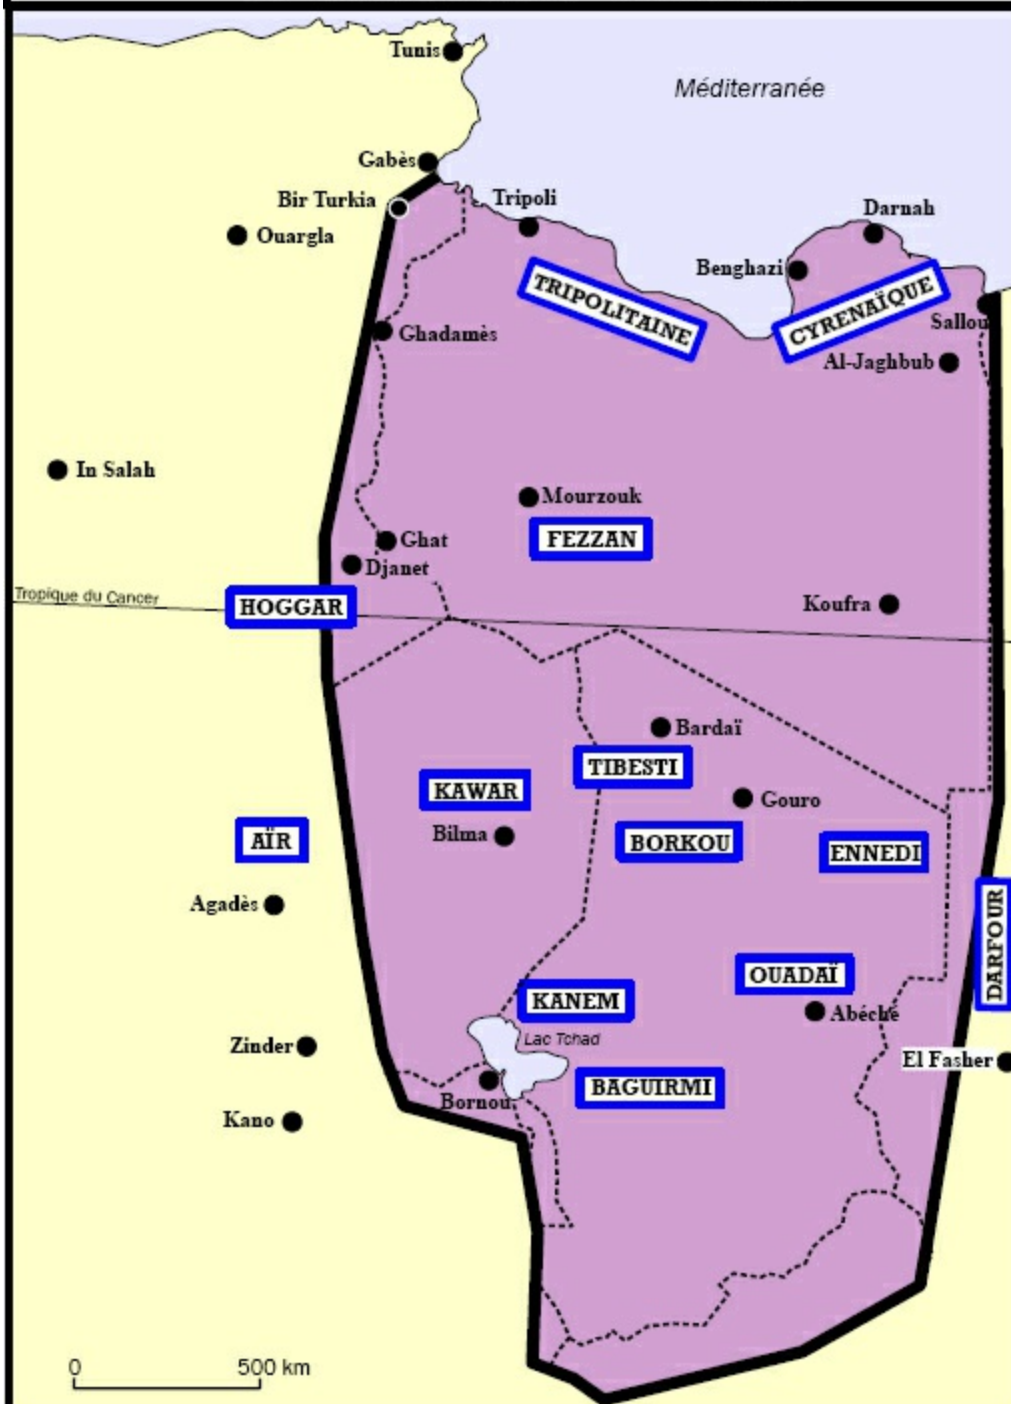 Tunis
Méditerranée
Gabès
Bir Turkia
Tripoli
Darnah
Ouargla
Benghazi
TRIPOLITAINE
CYRENAÏQUE
Sallou
Ghadamès
Al-Jaghbub
In Salah
Mourzouk
FEZZAN
Ghat
Djanet
Tropique du Cancer
HOGGAR
Koufra
Bardaï
TIBESTI
KAWAR
Gouro
Bilma
AÏR
BORKOU
ENNEDI
Agadès
DARFOUR
OUADAÏ
KANEM
Abéché
Lac Tchad
Zinder
El Fasher
BAGUIRMI
Bornou
Kano
0 500 km